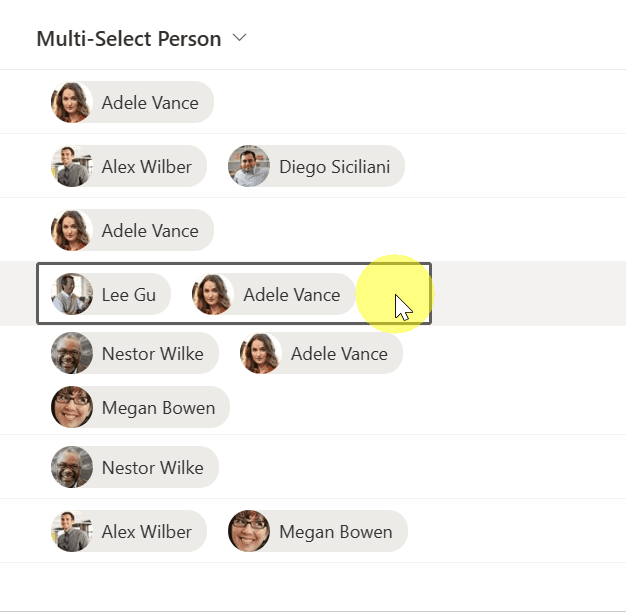 Multi-Select Person
Adele Vance
Alex Wilber Diego Siciliani
Adele Vance
Lee Gu Adele Vance
Nestor Wilke Adele Vance
Megan Bowen
Nestor Wilke
Alex Wilber Megan Bowen